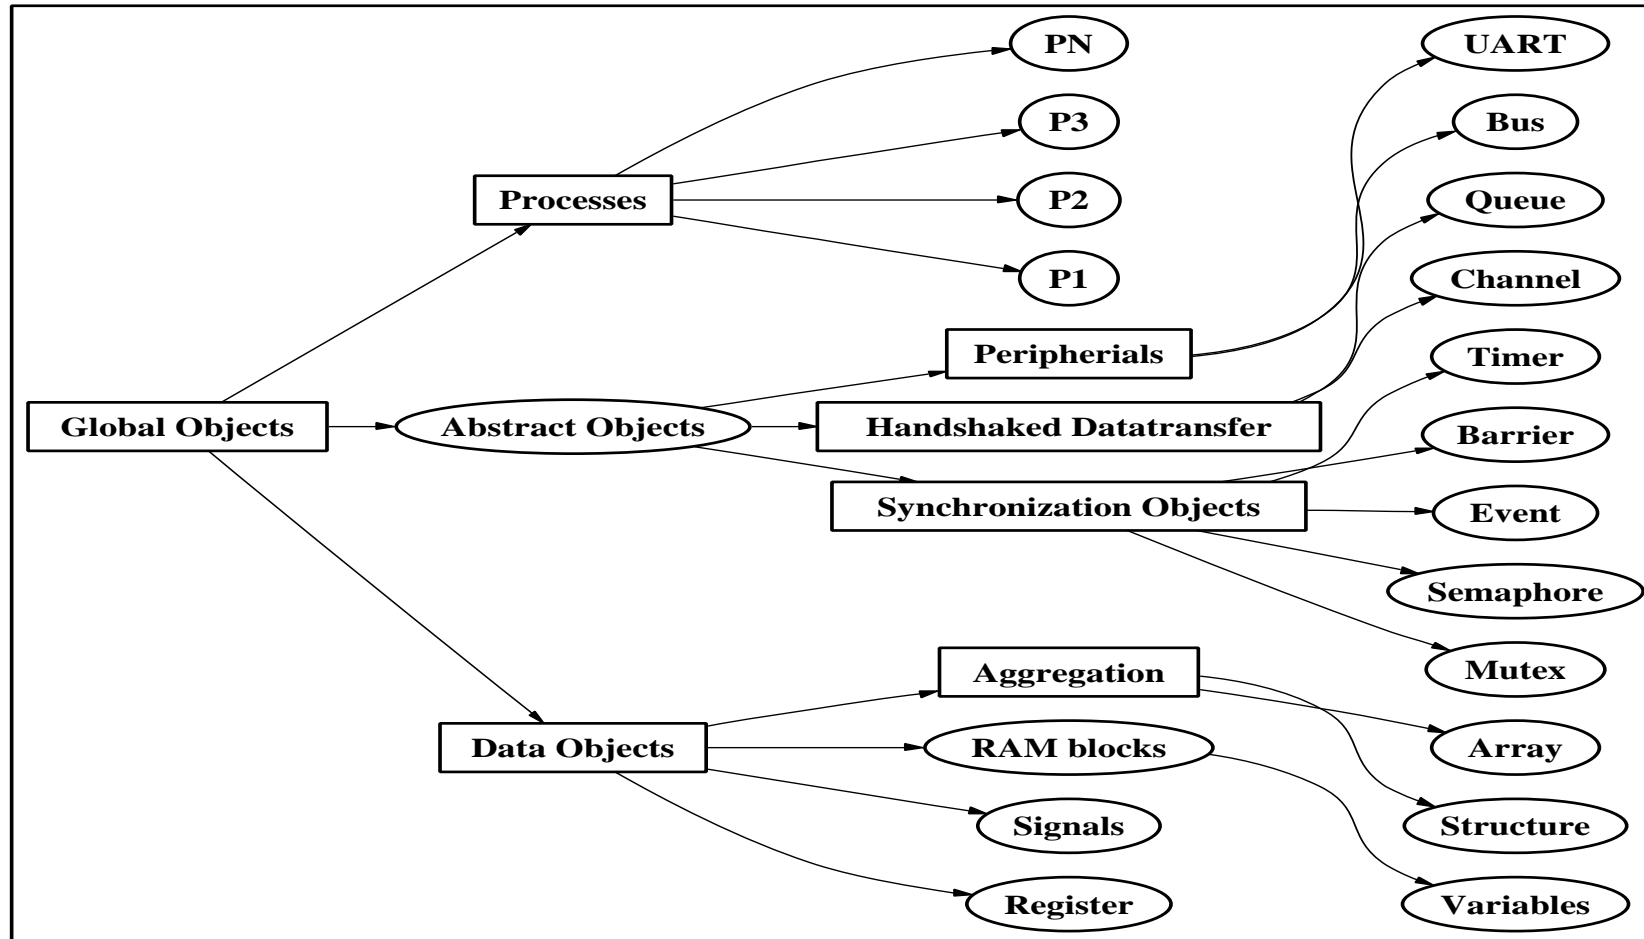 PN
UART
P3
Bus
Processes
P2
Queue
P1
Channel
Peripherials
Timer
Global Objects
Abstract Objects
Handshaked Datatransfer
Barrier
Synchronization Objects
Event
Semaphore
Aggregation
Mutex
Data Objects
RAM blocks
Array
Signals
Structure
Register
Variables